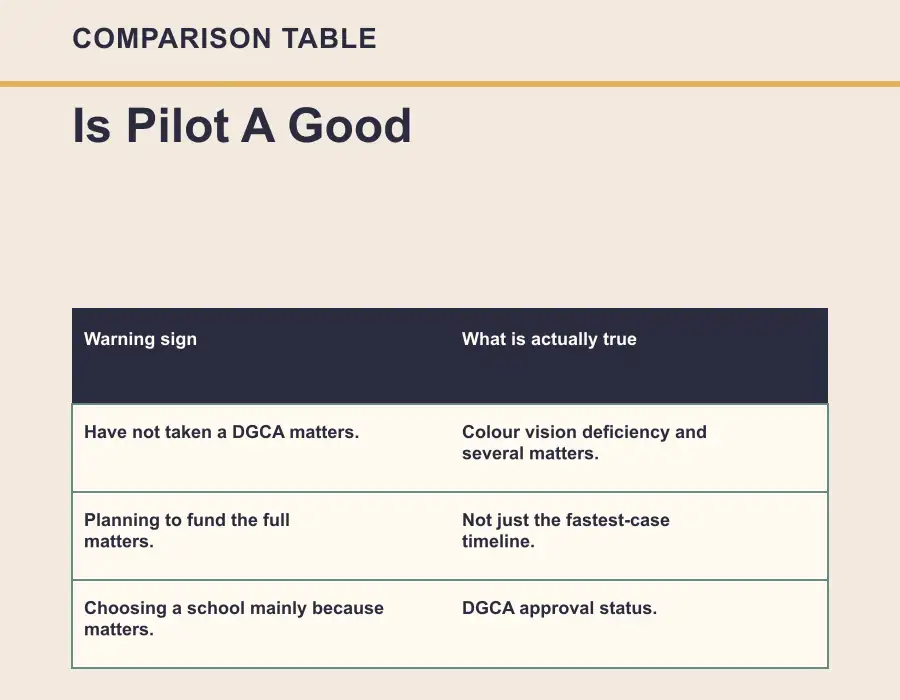 COMPARISON TABLE
Is Pilot A Good
Warning sign
What is actually true
Have not taken a DGCA matters.
Colour vision deficiency and
several matters.
Planning to fund the full
matters.
Not just the fastest-case
timeline.
Choosing a school mainly because
matters.
DGCA approval status.